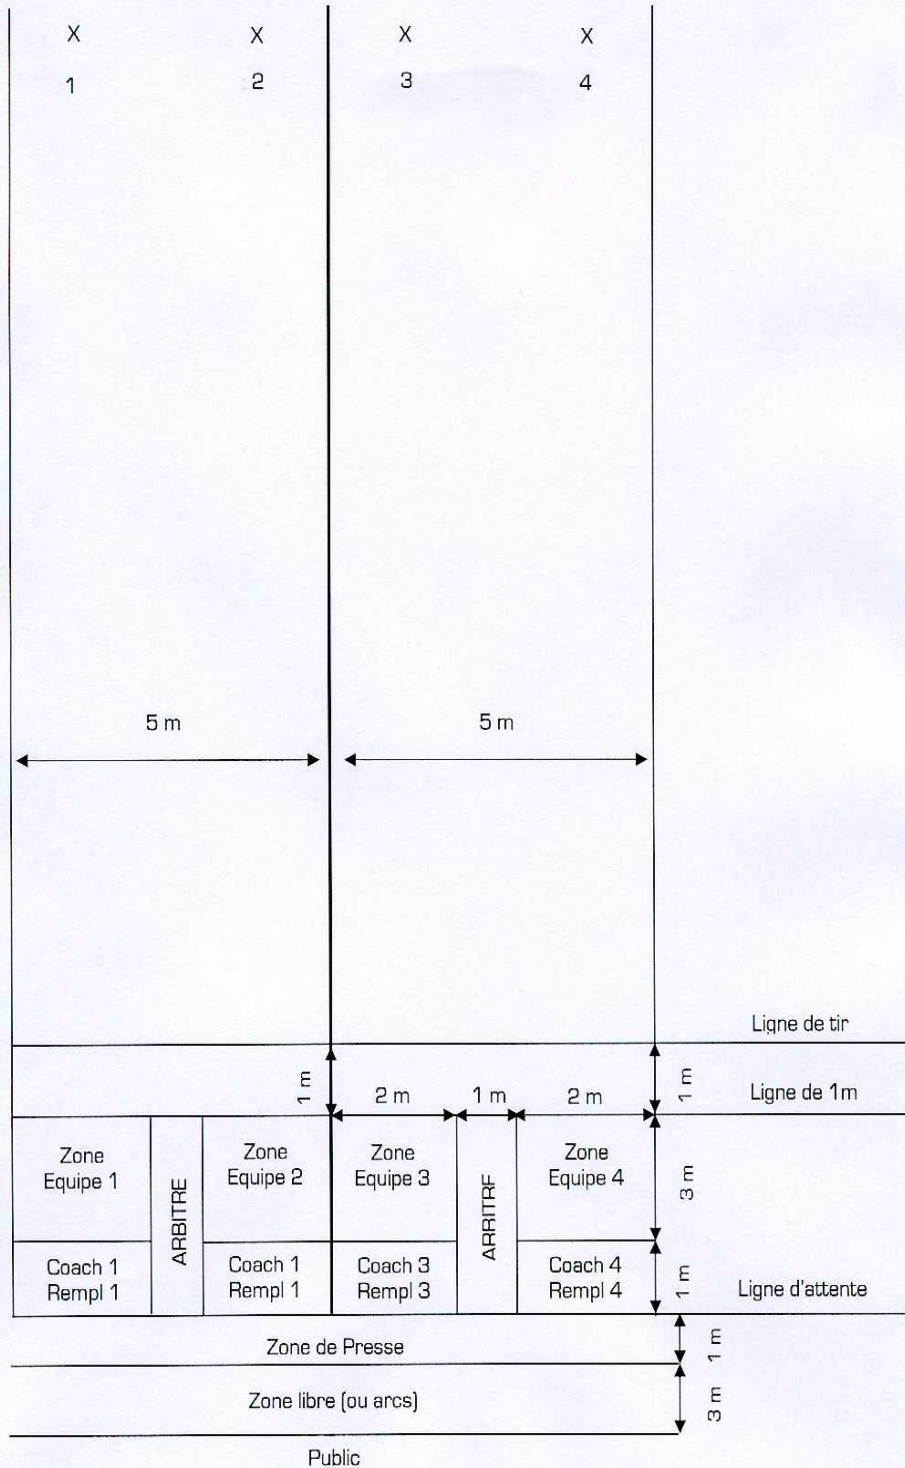 X X X X
1 2 3 4
5 m 5 m
Ligne de tir
1 m 2 m 1 m 2 m 1 m Ligne de 1m
Zone
Equipe 1
ARBITRE
Zone
Equipe 2
Zone
Equipe 3
ARRITRF
Zone
Equipe 4
3 m
Coach 1
Rempl 1
Coach 1
Rempl 1
Coach 3
Rempl 3
Coach 4
Rempl 4
1 m
Ligne d'attente
Zone de Presse
1 m
Zone libre (ou arcs)
3 m
Public